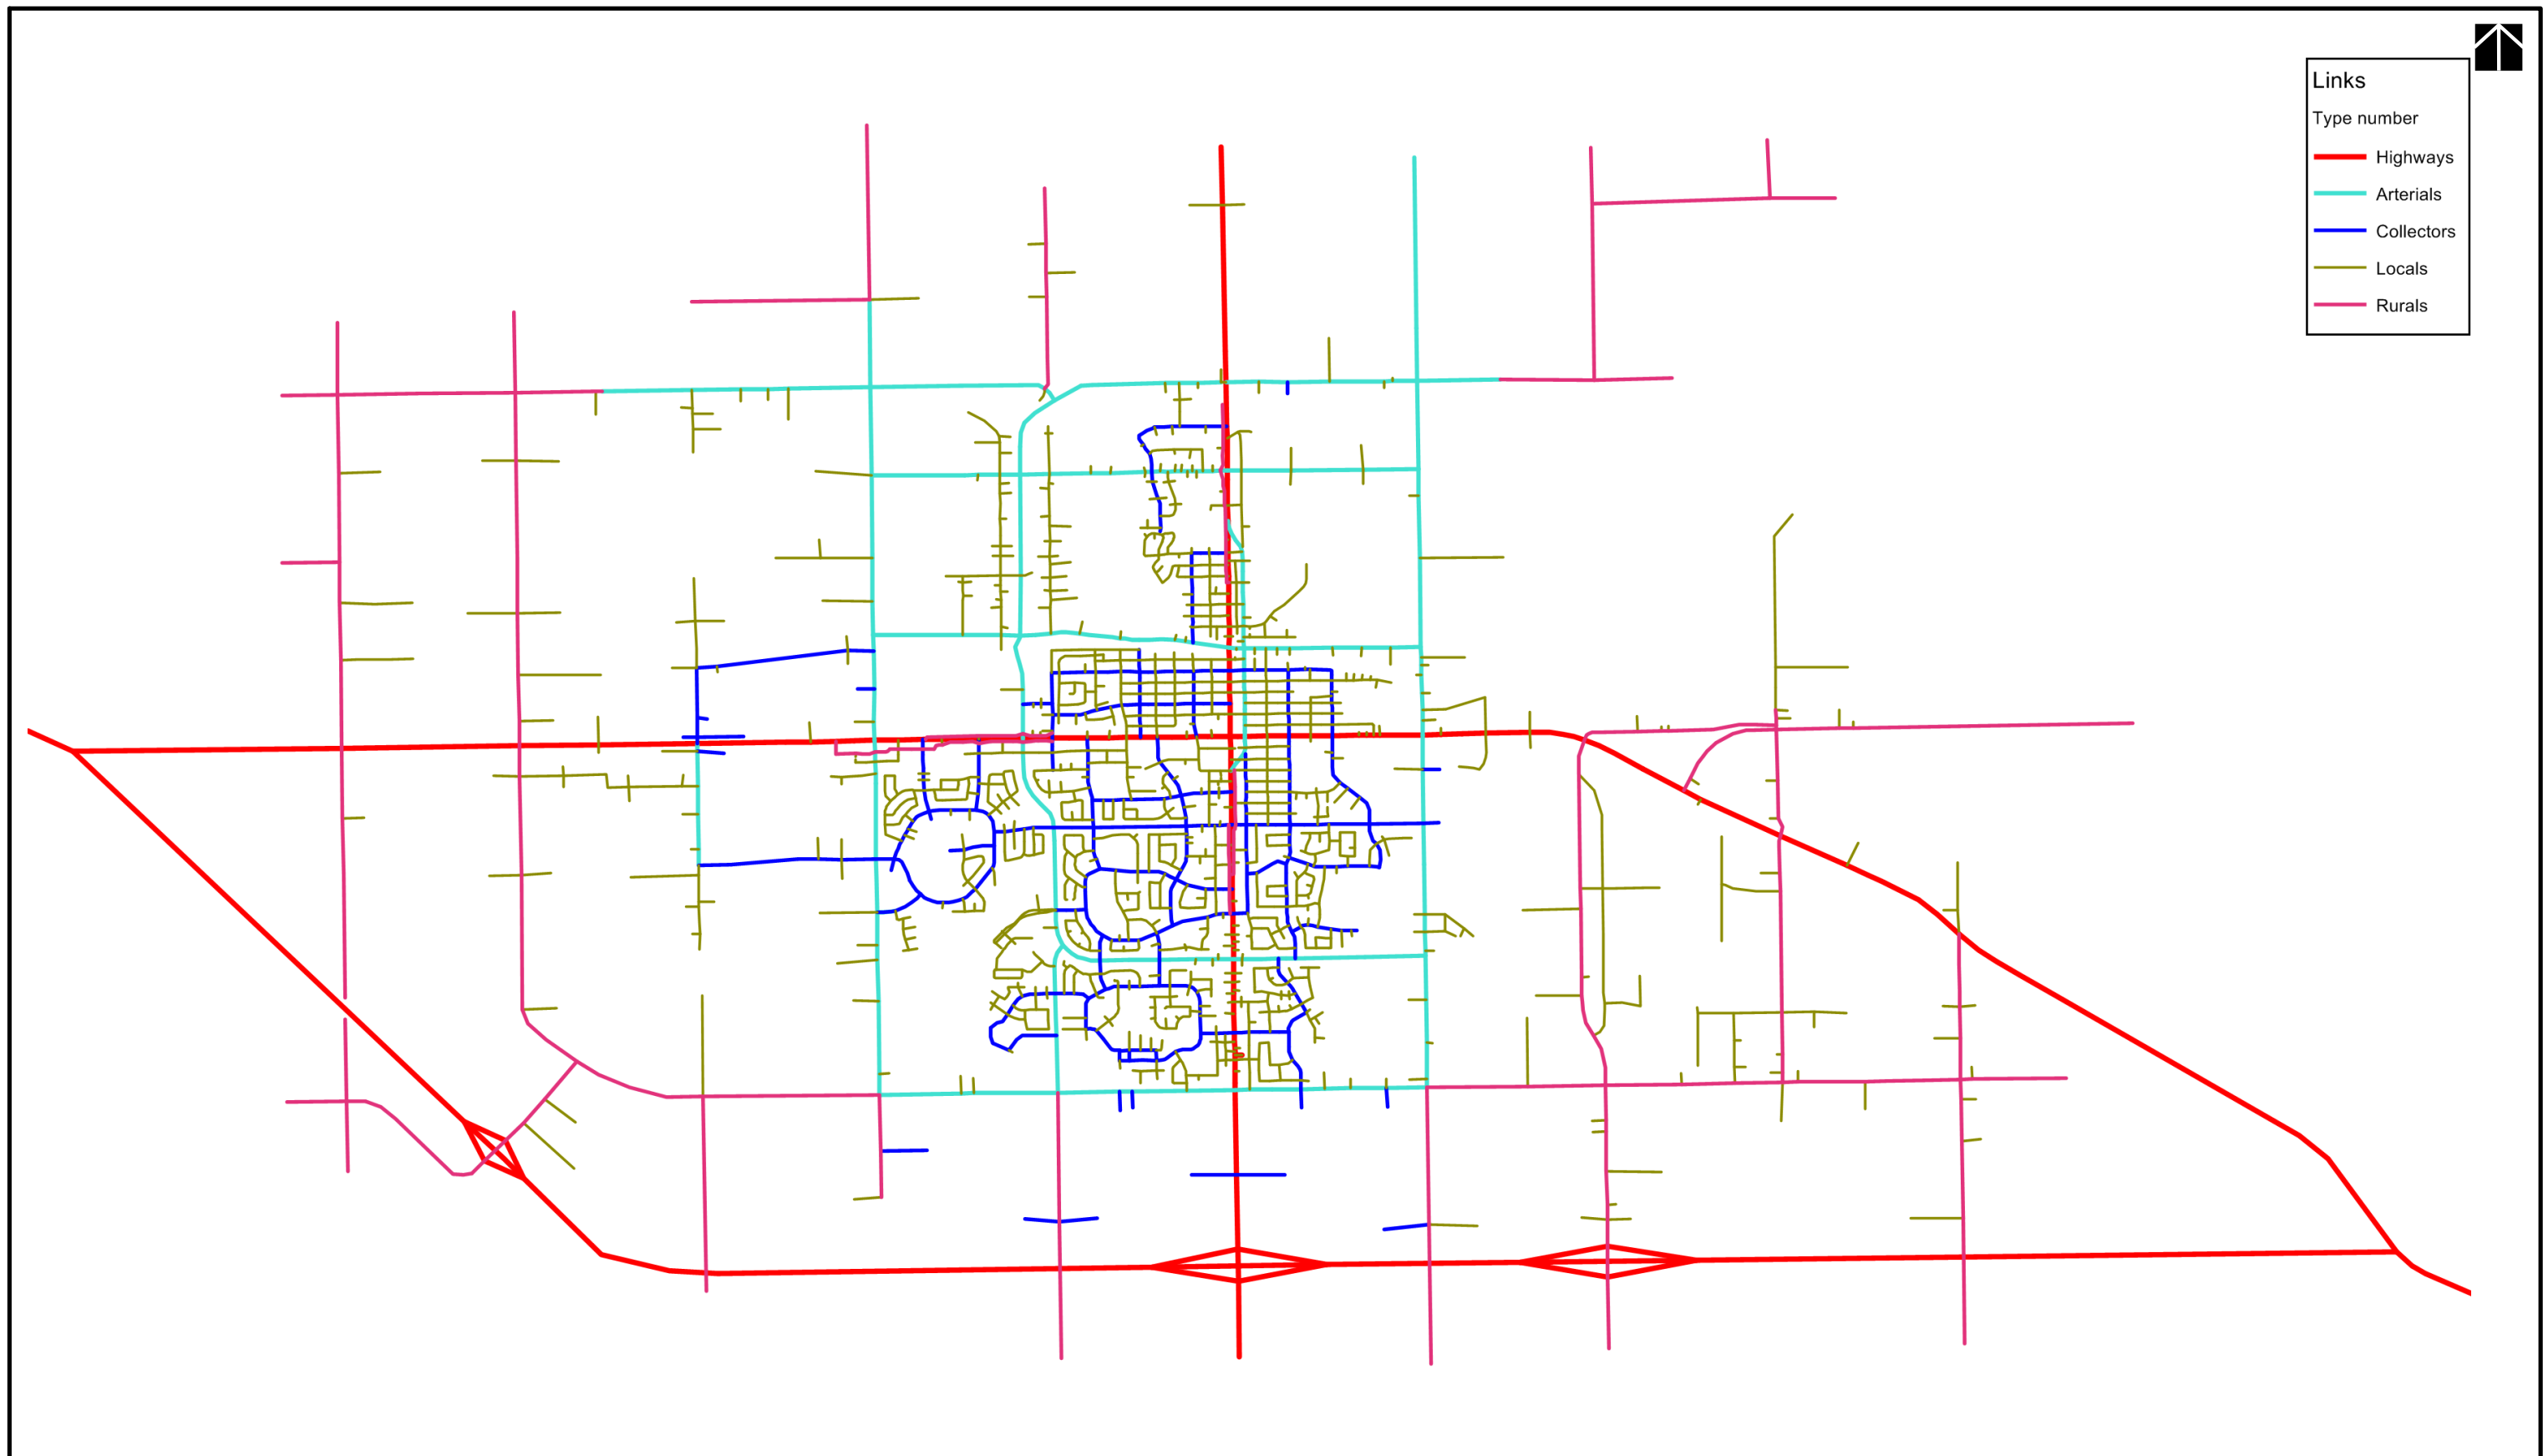 Links
Type number
Highways
Arterials
Collectors
Locals
Rurals